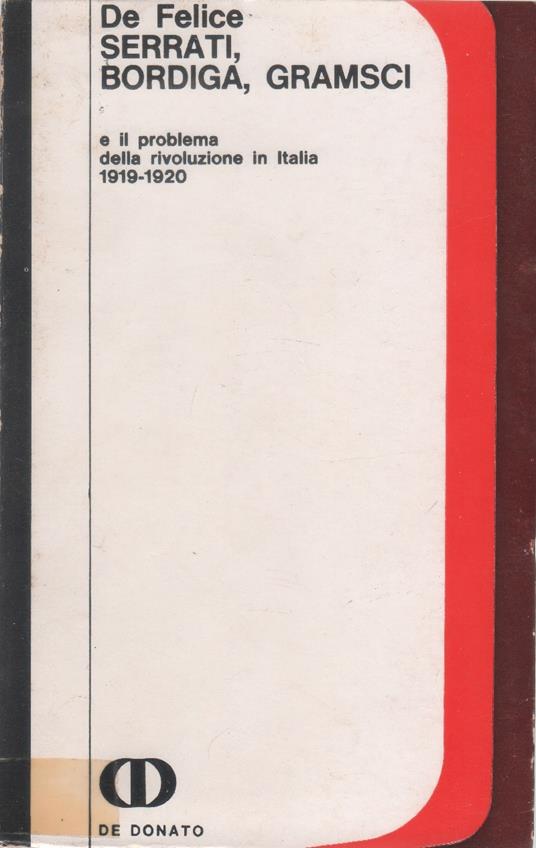 De Felice
SERRATI,
BORDIGA, GRAMSCI
e il problema
della rivoluzione in Italia
1919-1920
DE DONATO